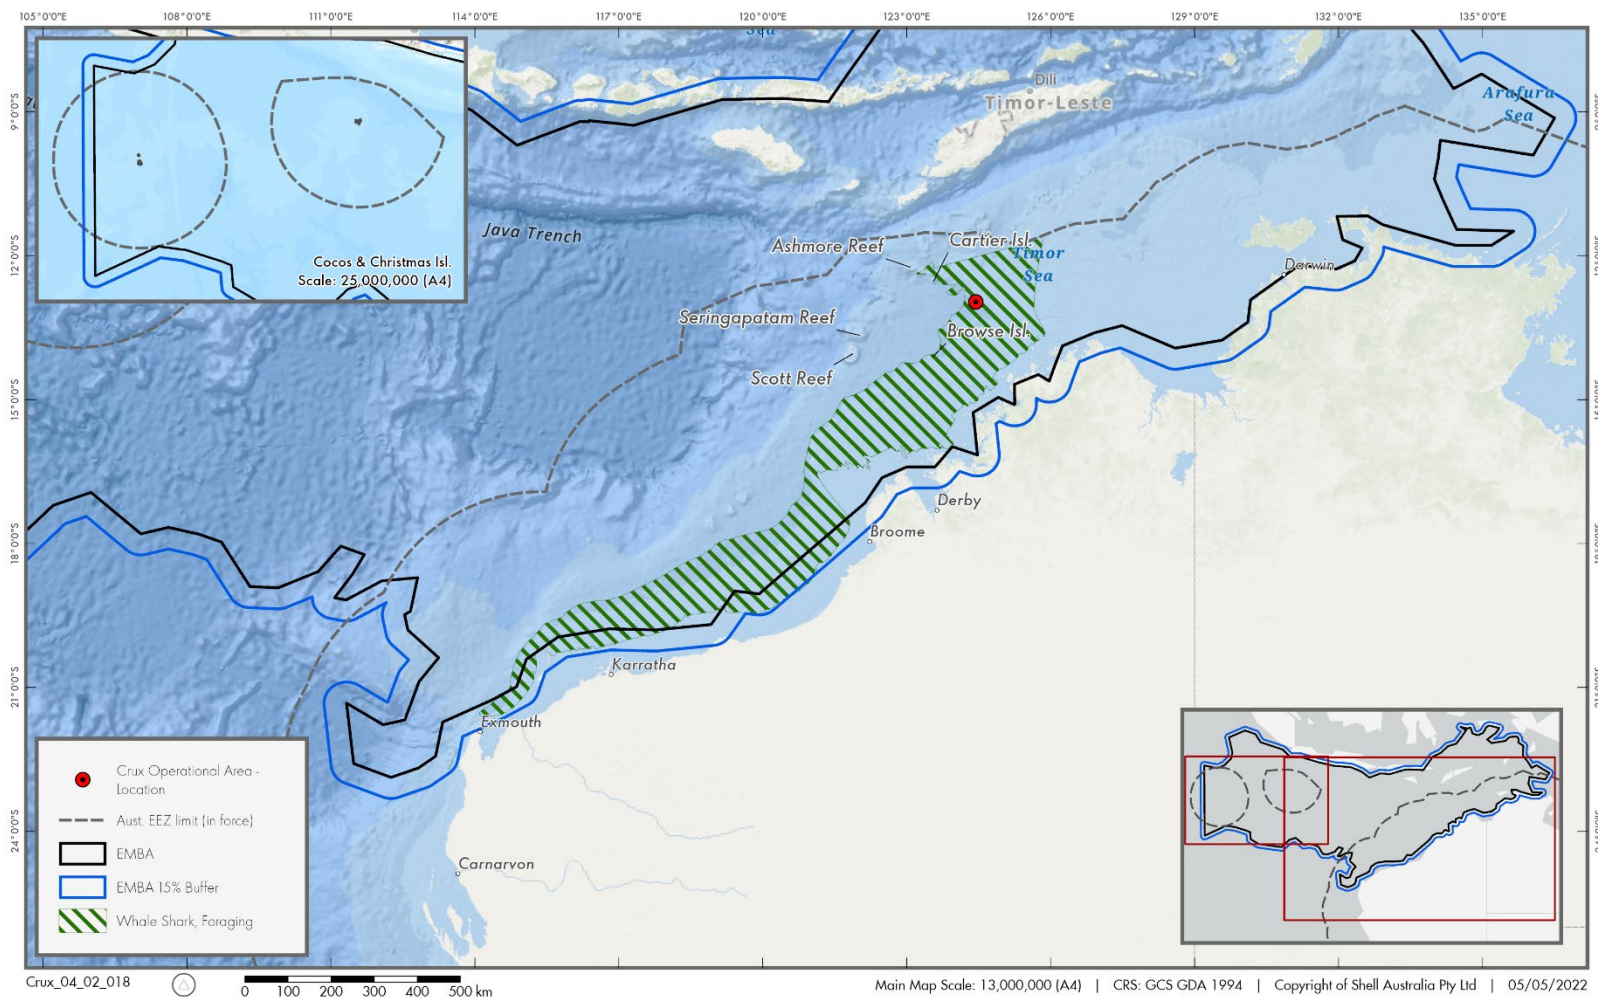 105°0'0"E
108°0'0"E
111°0'0"E
114°0'0"E
117°0'0"E
120°0'0"E
123°0'0"E
126°0'0"E
129°0'0"E
132°0'0"E
135°0'0"E
9°0'0"S
12°0'0"S
15°0'0"S
18°0'0"S
21°0'0"S
24°0'0"S
Sea
Dili
Timor-Leste
Arafura
Sea
Java Trench
Cocos & Christmas Isl.
Scale: 25,000,000 (A4)
Ashmore Reef
Cartier Isl.
Timor
Sea
Darwin
Seringapatam Reef
Browse Isl.
Scott Reef
Derby
Broome
Karratha
Exmouth
Carnarvon
Crux Operational Area -
Location
Aust. EEZ limit (in force)
EMBA
EMBA 15% Buffer
Whale Shark, Foraging
Crux_04_02_018
0 100 200 300 400 500 km
Main Map Scale: 13,000,000 (A4) | CRS: GCS GDA 1994 | Copyright of Shell Australia Pty Ltd | 05/05/2022